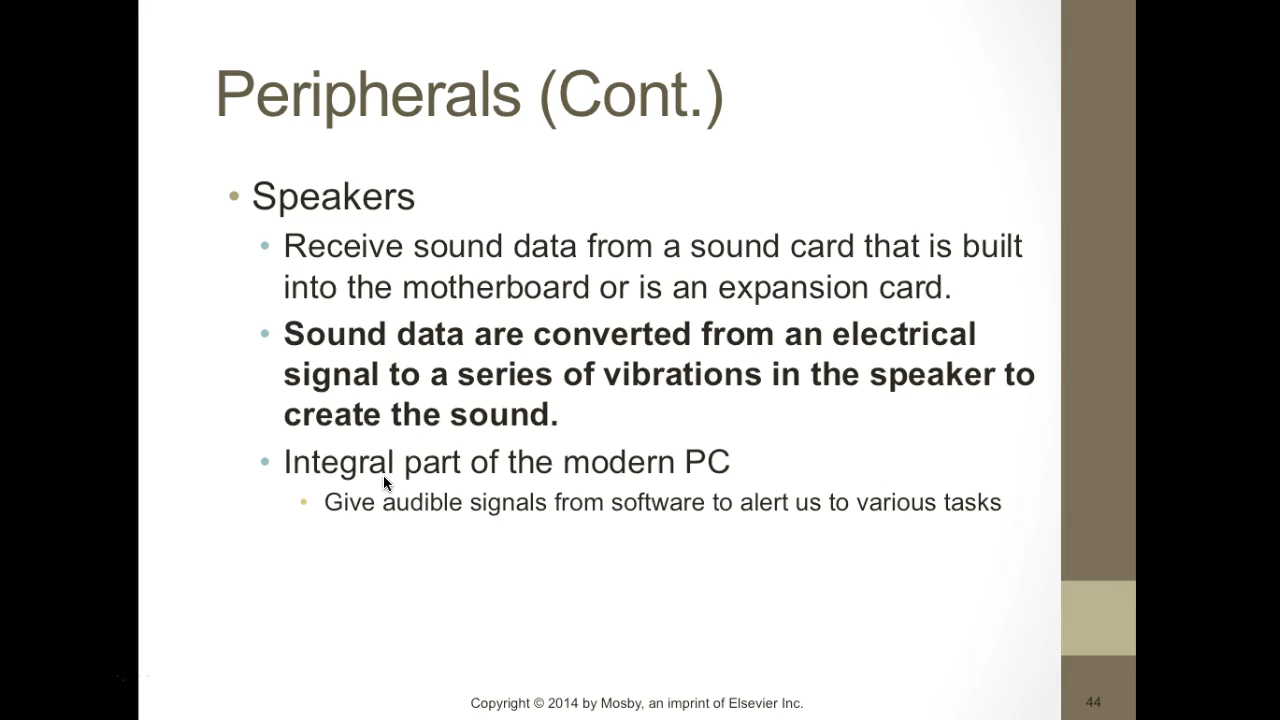 Peripherals (Cont.)
• Speakers
• Receive sound data from a sound card that is built
into the motherboard or is an expansion card.
• Sound data are converted from an electrical
signal to a series of vibrations in the speaker to
create the sound.
• Integral part of the modern PC
• Give audible signals from software to alert us to various tasks
Copyright © 2014 by Mosby, an imprint of Elsevier Inc.
44